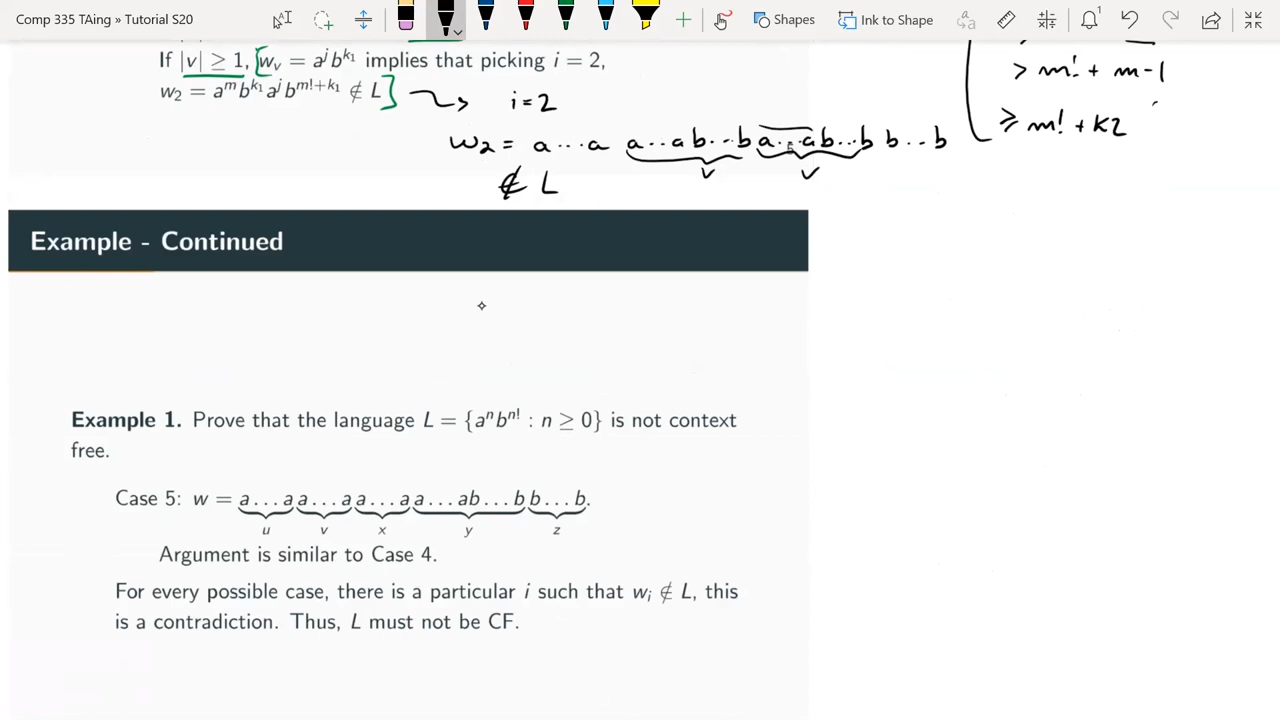 Comp 335 TAing » Tutorial S20
Shapes
Ink to Shape
If |v| ≥ 1, [w_v = a^j b^{k_1} implies that picking i = 2,
w_2 = a^m b^{k_1} a^j b^{m!+k_1} ∉ L]
i = 2
w_2 = a...a a...a b...b a...a b...b b...b
v v
∉ L
> m! + m-1
≥ m! + k2
Example - Continued
Example 1. Prove that the language L = {a^n b^{n!} : n ≥ 0} is not context
free.
Case 5: w = a...a a...a a...a a...ab...b b...b.
u v x y z
Argument is similar to Case 4.
For every possible case, there is a particular i such that w_i ∉ L, this
is a contradiction. Thus, L must not be CF.